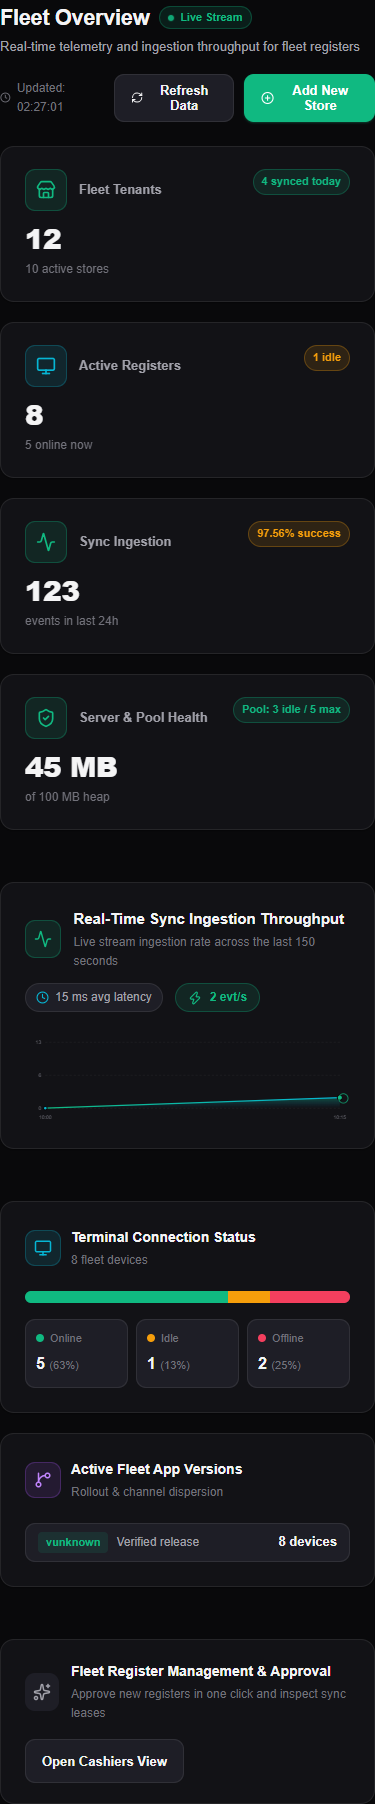 Fleet Overview
Live Stream
Real-time telemetry and ingestion throughput for fleet registers
Updated:
02:27:01
Refresh
Data
Add New
Store
Fleet Tenants
4 synced today
12
10 active stores
Active Registers
1 idle
8
5 online now
Sync Ingestion
97.56% success
123
events in last 24h
Server & Pool Health
Pool: 3 idle / 5 max
45 MB
of 100 MB heap
Real-Time Sync Ingestion Throughput
Live stream ingestion rate across the last 150
seconds
15 ms avg latency
2 evt/s
Terminal Connection Status
8 fleet devices
Online
5 (63%)
Idle
1 (13%)
Offline
2 (25%)
Active Fleet App Versions
Rollout & channel dispersion
vunknown
Verified release
8 devices
Fleet Register Management & Approval
Approve new registers in one click and inspect sync
leases
Open Cashiers View